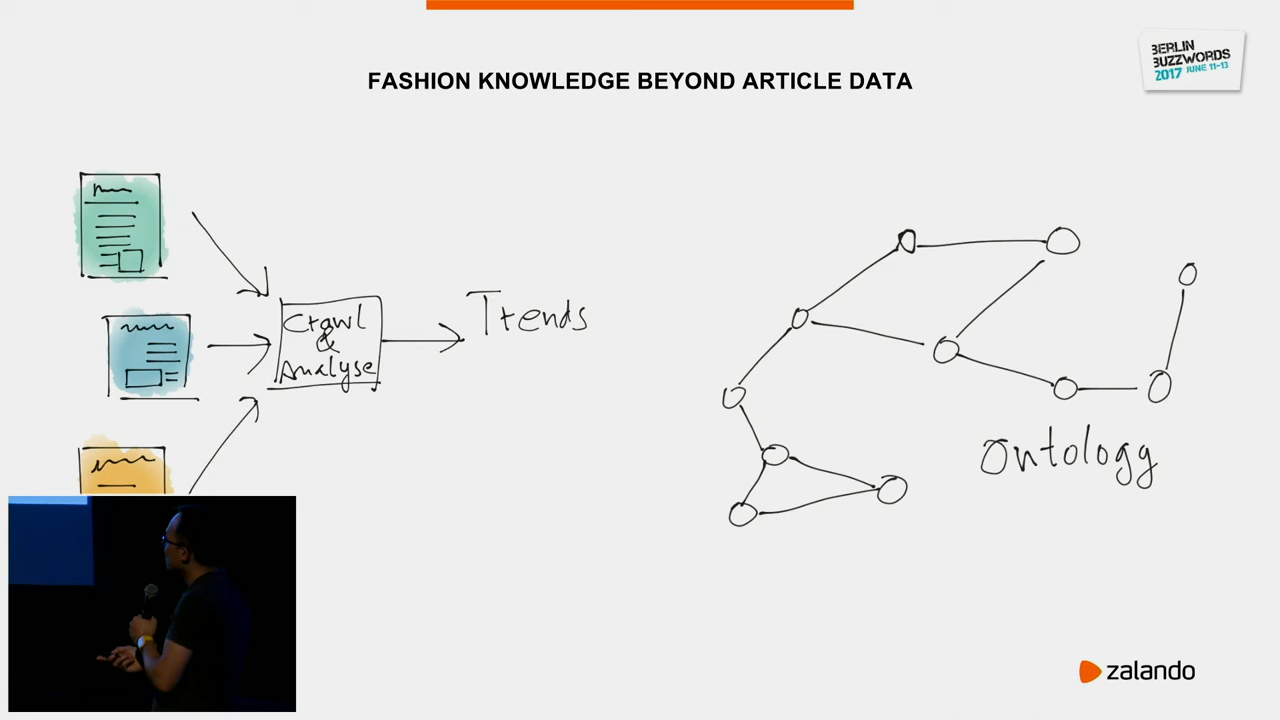 BERLIN
BUZZWORDS
2017 JUNE 11-13
FASHION KNOWLEDGE BEYOND ARTICLE DATA
Crawl
&
Analyse
Trends
Ontology
zalando